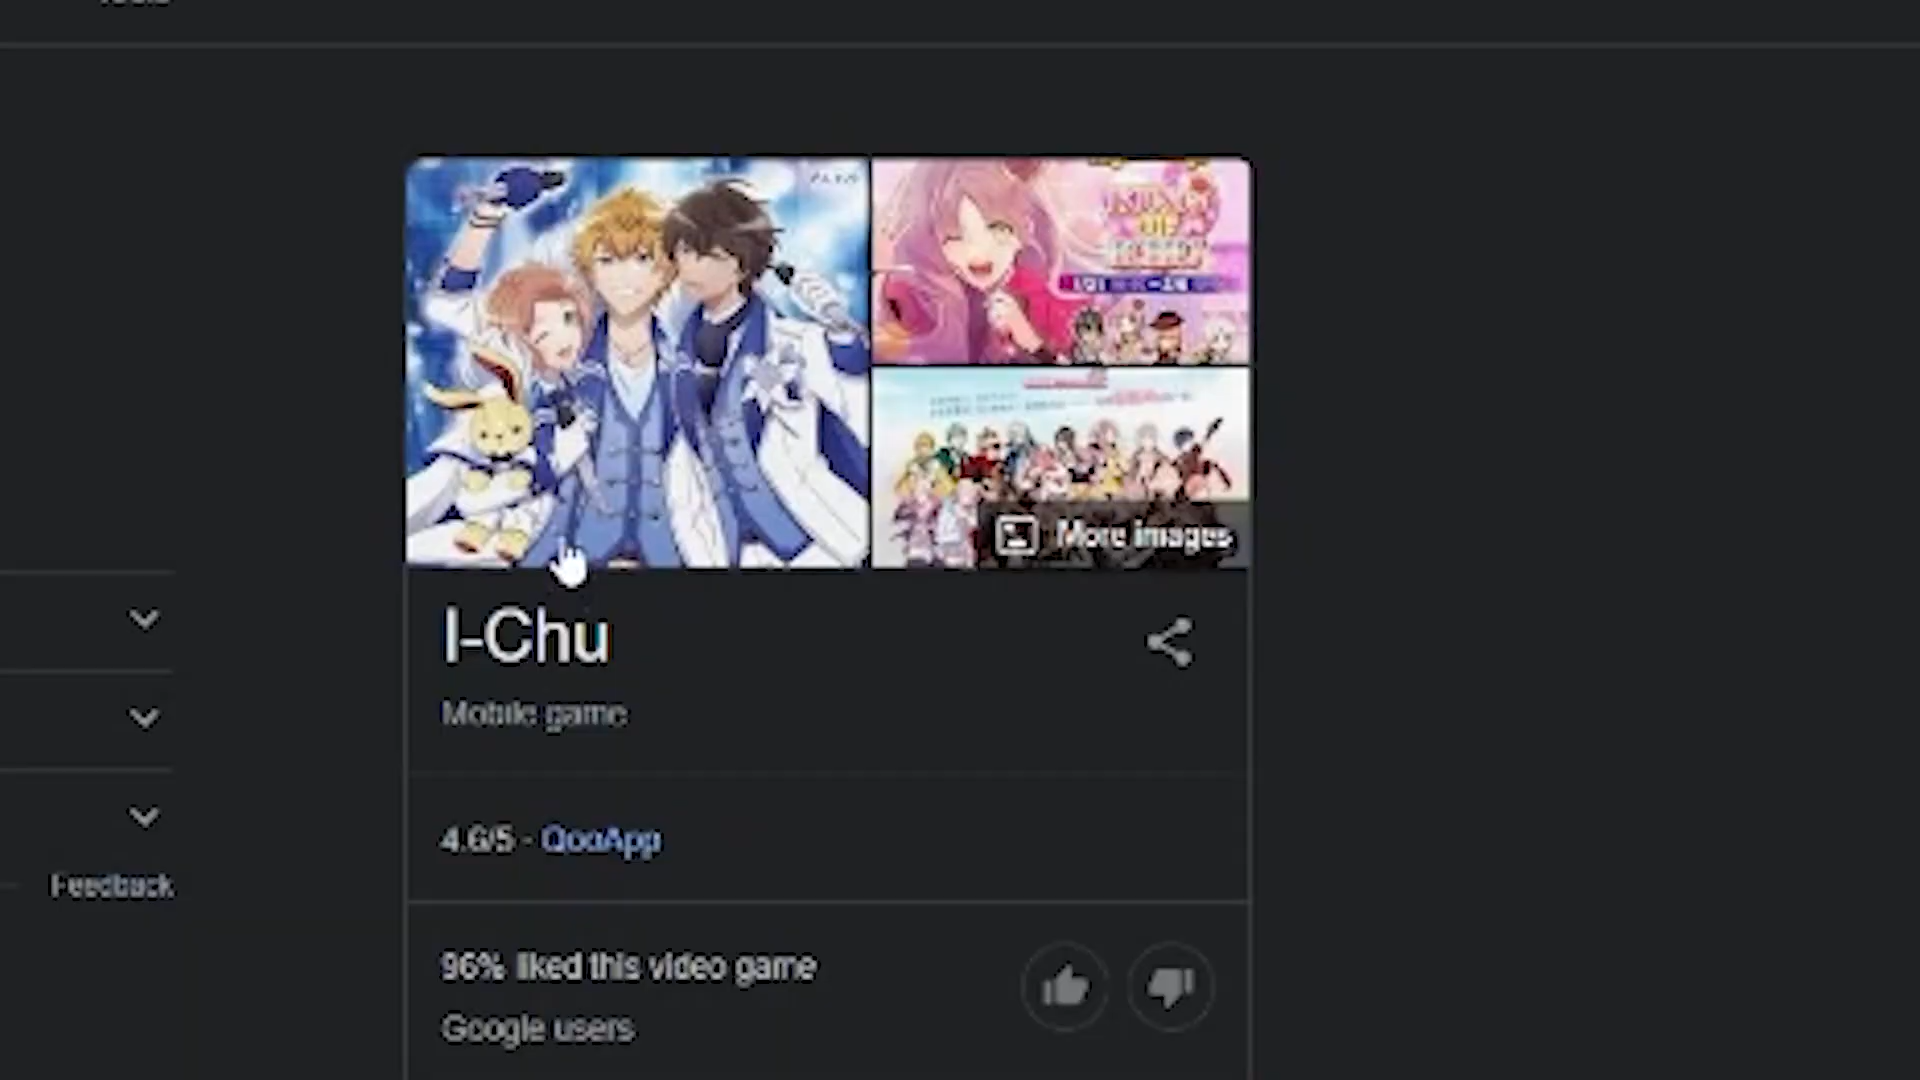 More images
I-Chu
Mobile game
4.6/5 - QooApp
Feedback
96% liked this video game
Google users